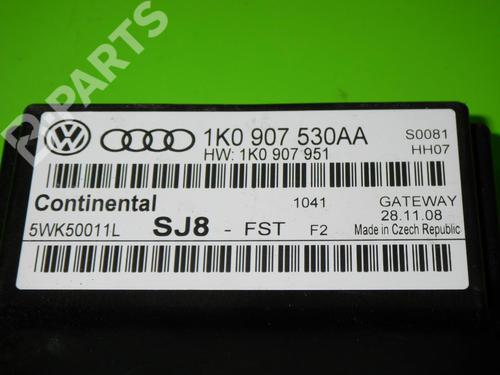 B-PARTS
1K0 907 530AA
S0081
HW: 1K0 907 951
HH07
Continental
1041
GATEWAY
28.11.08
5WK50011L
SJ8 - FST
F2
Made in Czech Republic